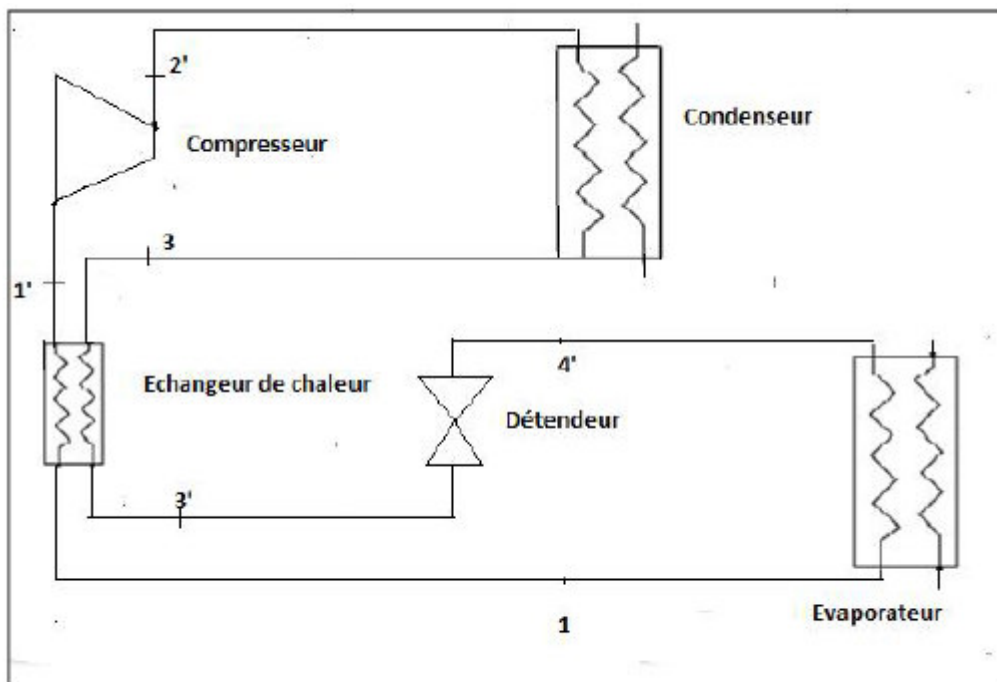 2'
Condenseur
Compresseur
3
1'
4'
Echangeur de chaleur
Détendeur
3'
Evaporateur
1